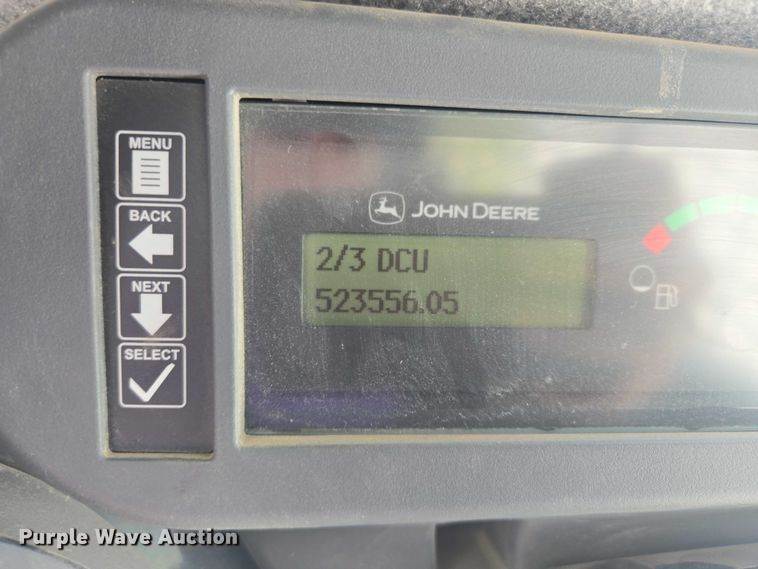 MENU
BACK
NEXT
SELECT
JOHN DEERE
2/3 DCU
523556.05
Purple Wave Auction